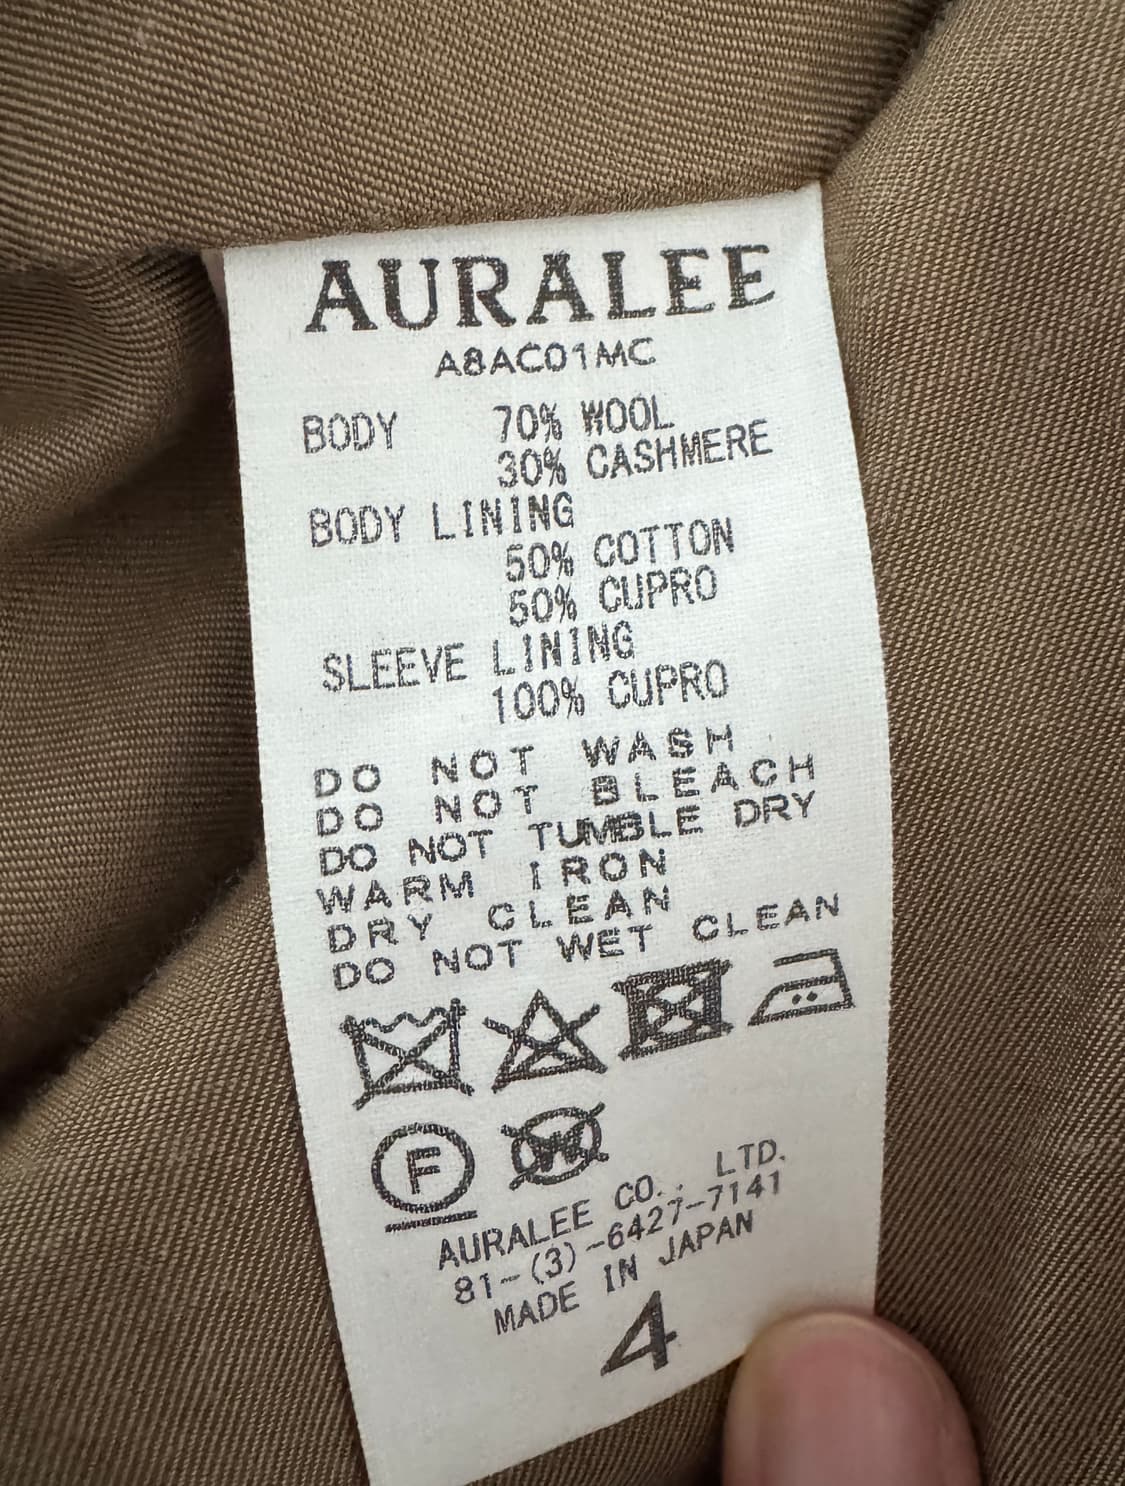 AURALEE
A8AC01MC
BODY 70% WOOL
30% CASHMERE
BODY LINING
50% COTTON
50% CUPRO
SLEEVE LINING
100% CUPRO
DO NOT WASH
DO NOT BLEACH
DO NOT TUMBLE DRY
WARM IRON
DRY CLEAN
DO NOT WET CLEAN
F W
AURALEE CO., LTD.
81-(3)-6427-7141
MADE IN JAPAN
4